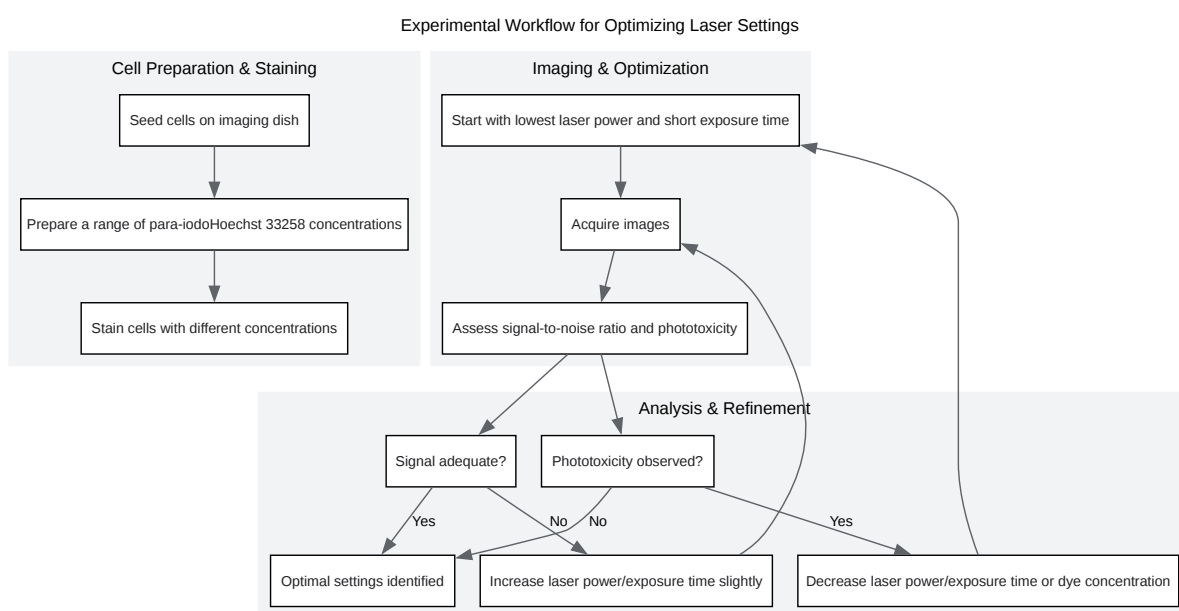 Experimental Workflow for Optimizing Laser Settings
Cell Preparation & Staining
Seed cells on imaging dish
Prepare a range of para-iodoHoechst 33258 concentrations
Stain cells with different concentrations
Imaging & Optimization
Start with lowest laser power and short exposure time
Acquire images
Assess signal-to-noise ratio and phototoxicity
Analysis & Refinement
Signal adequate?
Phototoxicity observed?
Yes
No
No
Yes
Optimal settings identified
Increase laser power/exposure time slightly
Decrease laser power/exposure time or dye concentration